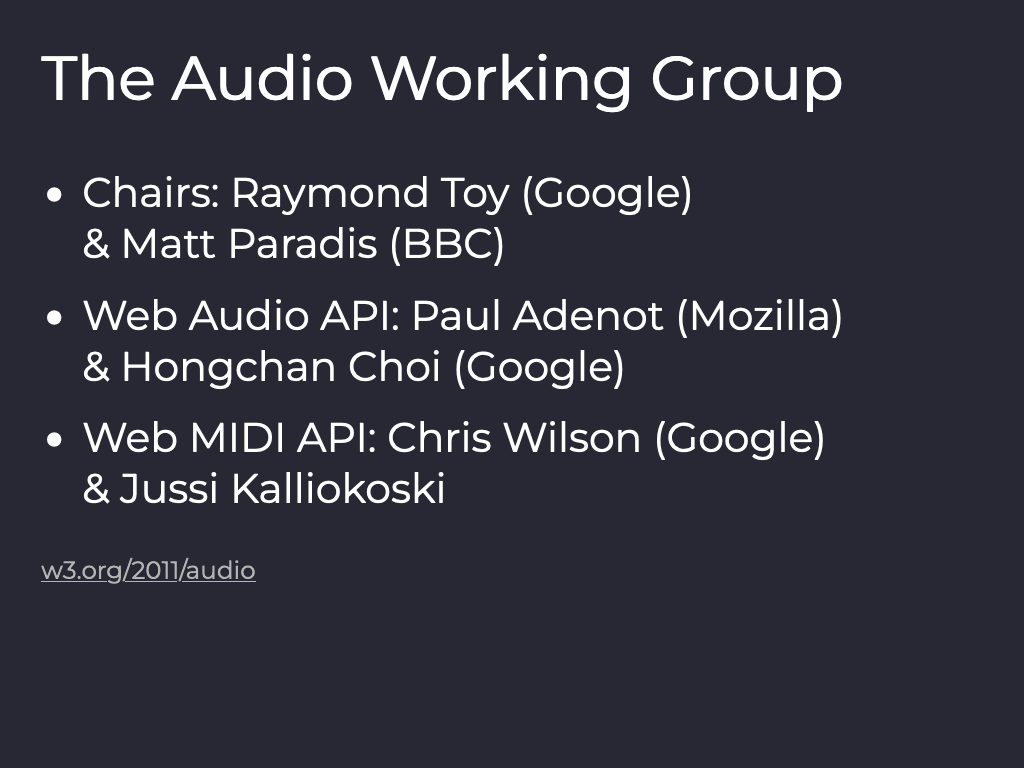 The Audio Working Group
• Chairs: Raymond Toy (Google)
& Matt Paradis (BBC)
• Web Audio API: Paul Adenot (Mozilla)
& Hongchan Choi (Google)
• Web MIDI API: Chris Wilson (Google)
& Jussi Kalliokoski
w3.org/2011/audio